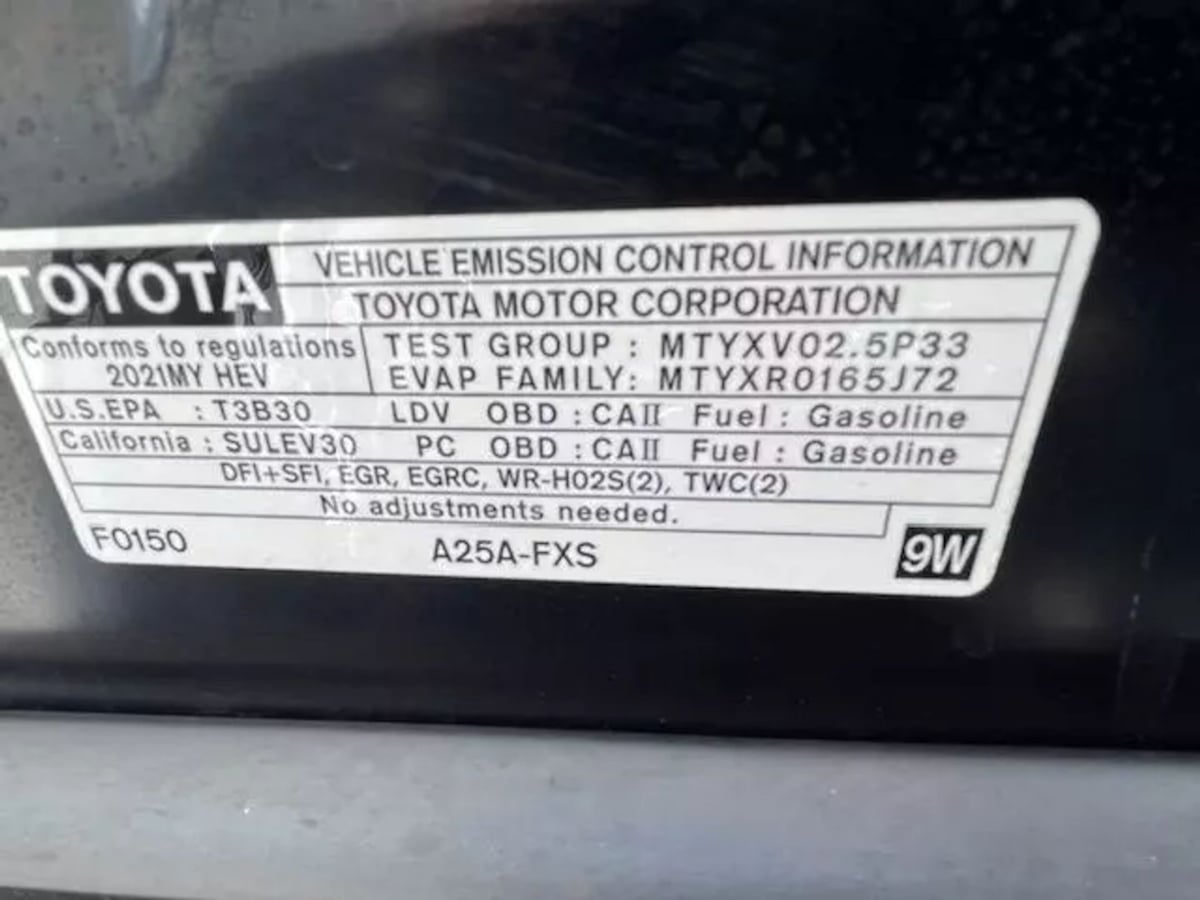 TOYOTA
VEHICLE EMISSION CONTROL INFORMATION
TOYOTA MOTOR CORPORATION
Conforms to regulations
2021MY HEV
TEST GROUP : MTYXV02.5P33
EVAP FAMILY: MTYXR0165J72
U.S.EPA : T3B30 LDV OBD : CAII Fuel : Gasoline
California : SULEV30 PC OBD : CAII Fuel : Gasoline
DFI+SFI, EGR, EGRC, WR-HO2S(2), TWC(2)
No adjustments needed.
F0150 A25A-FXS 9W